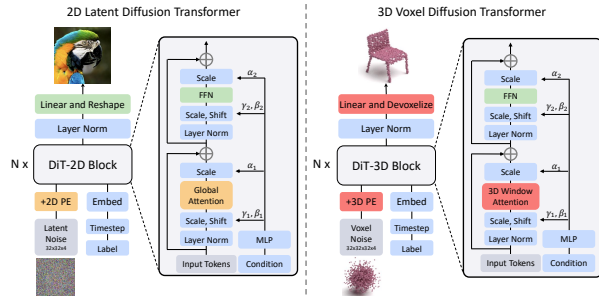 2D Latent Diffusion Transformer
Linear and Reshape
Layer Norm
N x
DiT-2D Block
+2D PE
Embed
Latent
Noise
32x32x4
Timestep
Label
Scale
α₂
FFN
Scale, Shift
γ₂, β₂
Layer Norm
Scale
α₁
Global
Attention
Scale, Shift
γ₁, β₁
Layer Norm
MLP
Input Tokens
Condition
3D Voxel Diffusion Transformer
Linear and Devoxelize
Layer Norm
N x
DiT-3D Block
+3D PE
Embed
Voxel
Noise
32x32x32x4
Timestep
Label
Scale
α₂
FFN
Scale, Shift
γ₂, β₂
Layer Norm
Scale
α₁
3D Window
Attention
Scale, Shift
γ₁, β₁
Layer Norm
MLP
Input Tokens
Condition